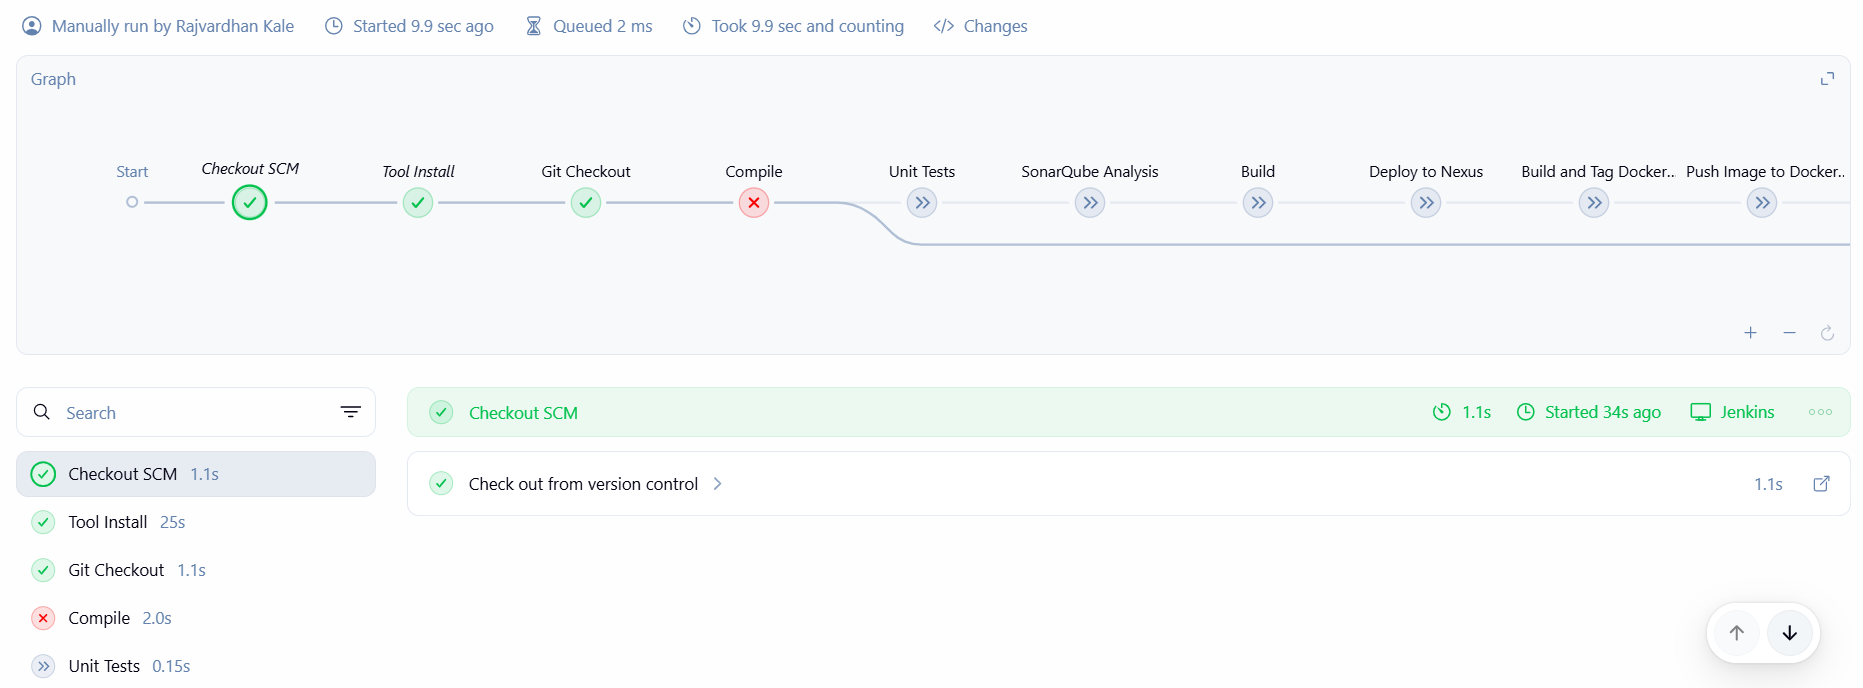 Manually run by Rajvardhan Kale Started 9.9 sec ago Queued 2 ms Took 9.9 sec and counting Changes
Graph
Start Checkout SCM Tool Install Git Checkout Compile Unit Tests SonarQube Analysis Build Deploy to Nexus Build and Tag Docker... Push Image to Docker..
Search
Checkout SCM 1.1s
Tool Install 25s
Git Checkout 1.1s
Compile 2.0s
Unit Tests 0.15s
Checkout SCM 1.1s Started 34s ago Jenkins
Check out from version control 1.1s